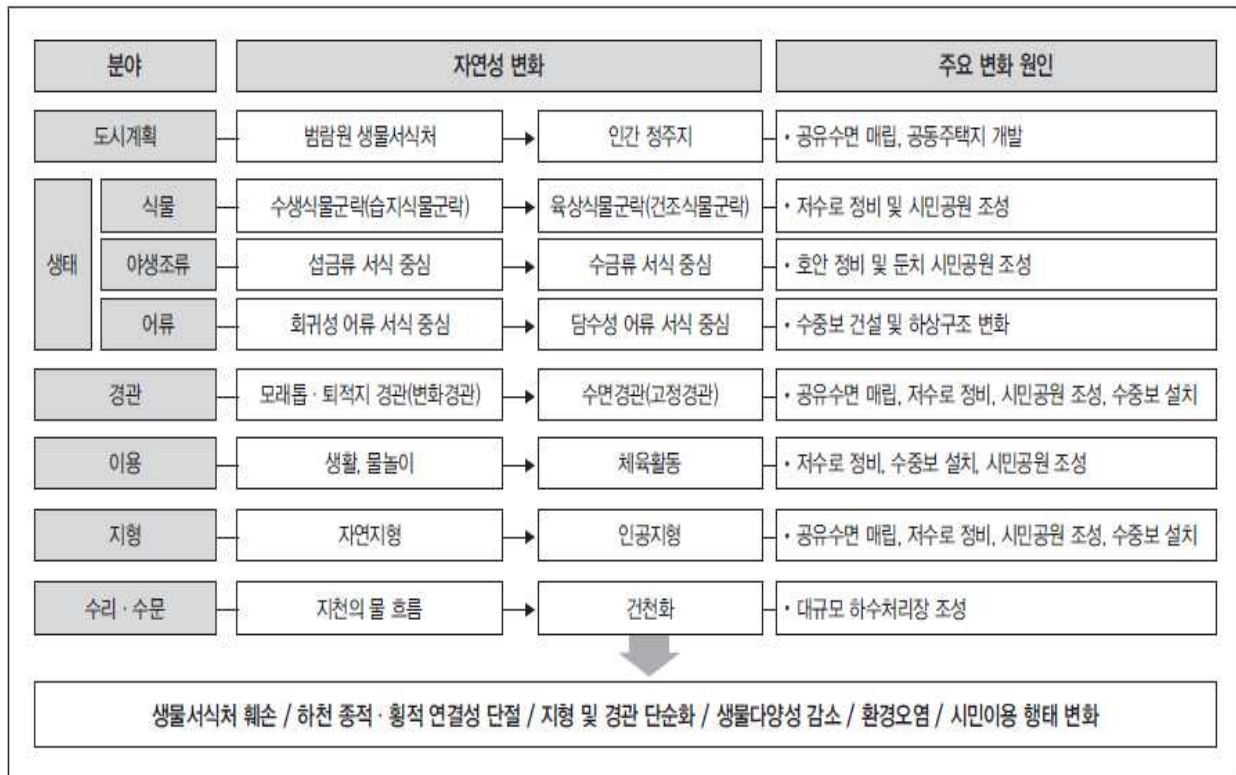 분야 자연성 변화 주요 변화 원인
도시계획 범람원 생물서식처 인간 정주지 • 공유수면 매립, 공동주택지 개발
생태
식물 수생식물군락(습지식물군락) 육상식물군락(건조식물군락) • 저수로 정비 및 시민공원 조성
야생조류 섭금류 서식 중심 수금류 서식 중심 • 호안 정비 및 둔치 시민공원 조성
어류 회귀성 어류 서식 중심 담수성 어류 서식 중심 • 수중보 건설 및 하상구조 변화
경관 모래톱 · 퇴적지 경관(변화경관) 수면경관(고정경관) • 공유수면 매립, 저수로 정비, 시민공원 조성, 수중보 설치
이용 생활, 물놀이 체육활동 • 저수로 정비, 수중보 설치, 시민공원 조성
지형 자연지형 인공지형 • 공유수면 매립, 저수로 정비, 시민공원 조성, 수중보 설치
수리 · 수문 지천의 물 흐름 건천화 • 대규모 하수처리장 조성
생물서식처 훼손 / 하천 종적 · 횡적 연결성 단절 / 지형 및 경관 단순화 / 생물다양성 감소 / 환경오염 / 시민이용 행태 변화